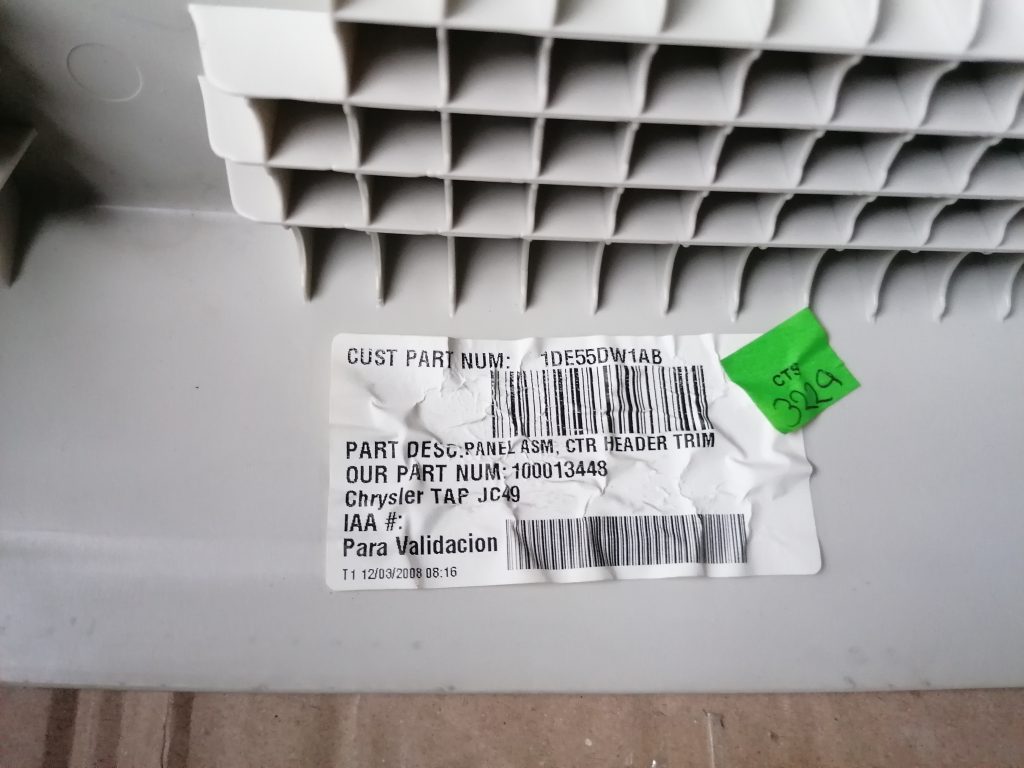 CUST PART NUM: 1DE55DW1AB
PART DESC:PANEL ASM, CTR HEADER TRIM
OUR PART NUM:100013448
Chrysler TAP JC49
IAA #:
Para Validacion
T1 12/03/2008 08:16
CTS
3229